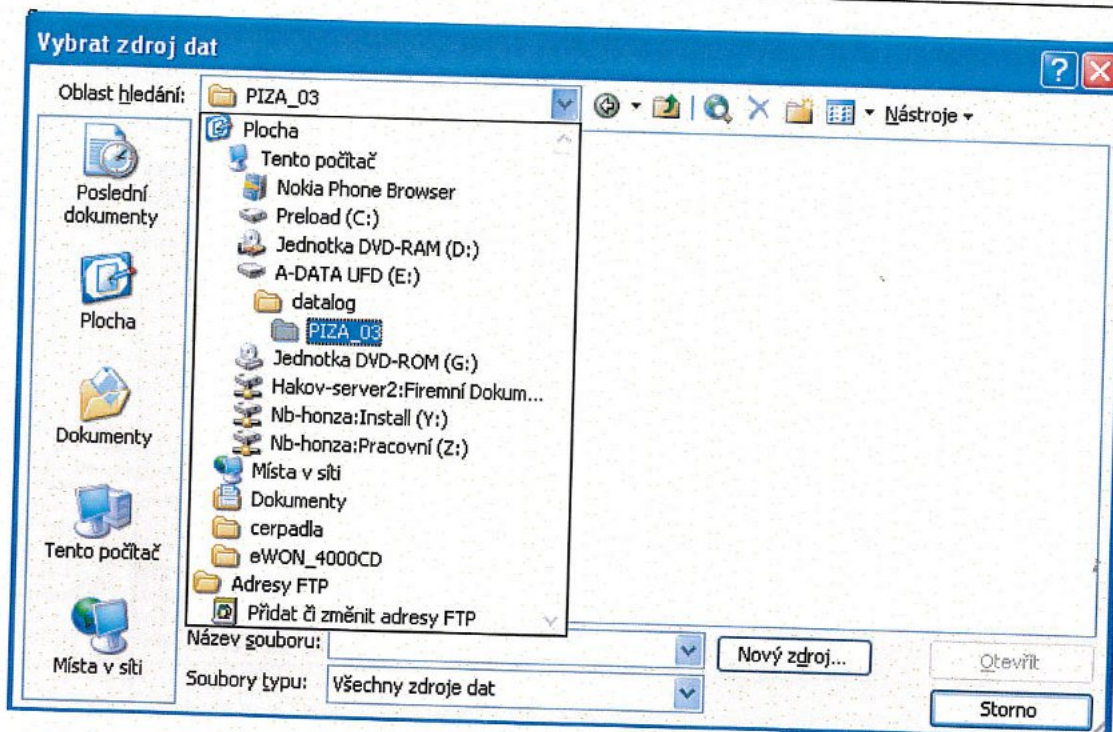 Vybrat zdroj dat
?
Oblast hledání: PIZA_03
Nástroje
Poslední dokumenty
Plocha
Dokumenty
Tento počítač
Místa v síti
Plocha
Tento počítač
Nokia Phone Browser
Preload (C:)
Jednotka DVD-RAM (D:)
A-DATA UFD (E:)
datalog
PIZA_03
Jednotka DVD-ROM (G:)
Hakov-server2:Firemní Dokum...
Nb-honza:Install (Y:)
Nb-honza:Pracovní (Z:)
Místa v síti
Dokumenty
cerpadla
eWON_4000CD
Adresy FTP
Přidat či změnit adresy FTP
Název souboru:
Nový zdroj...
Otevřít
Soubory typu: Všechny zdroje dat
Storno